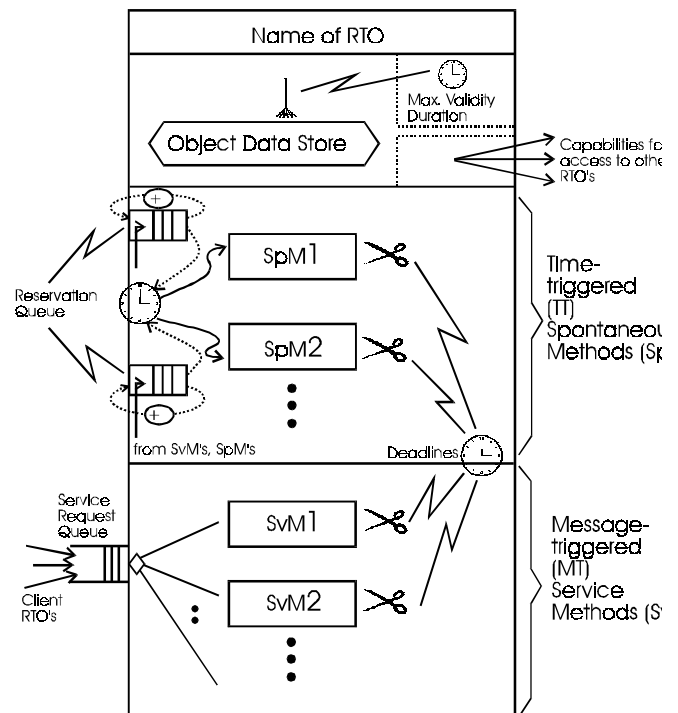 Name of RTO
Max. Validity
Duration
Object Data Store
Capabilities fo
access to othe
RTO's
+
SpM1
Time-
triggered
(TT)
Spontaneou
Methods (Sp
Reservation
Queue
SpM2
+
from SvM's, SpM's
Deadlines
Service
Request
Queue
SvM1
Message-
triggered
(MT)
Service
Methods (S
Client
RTO's
SvM2